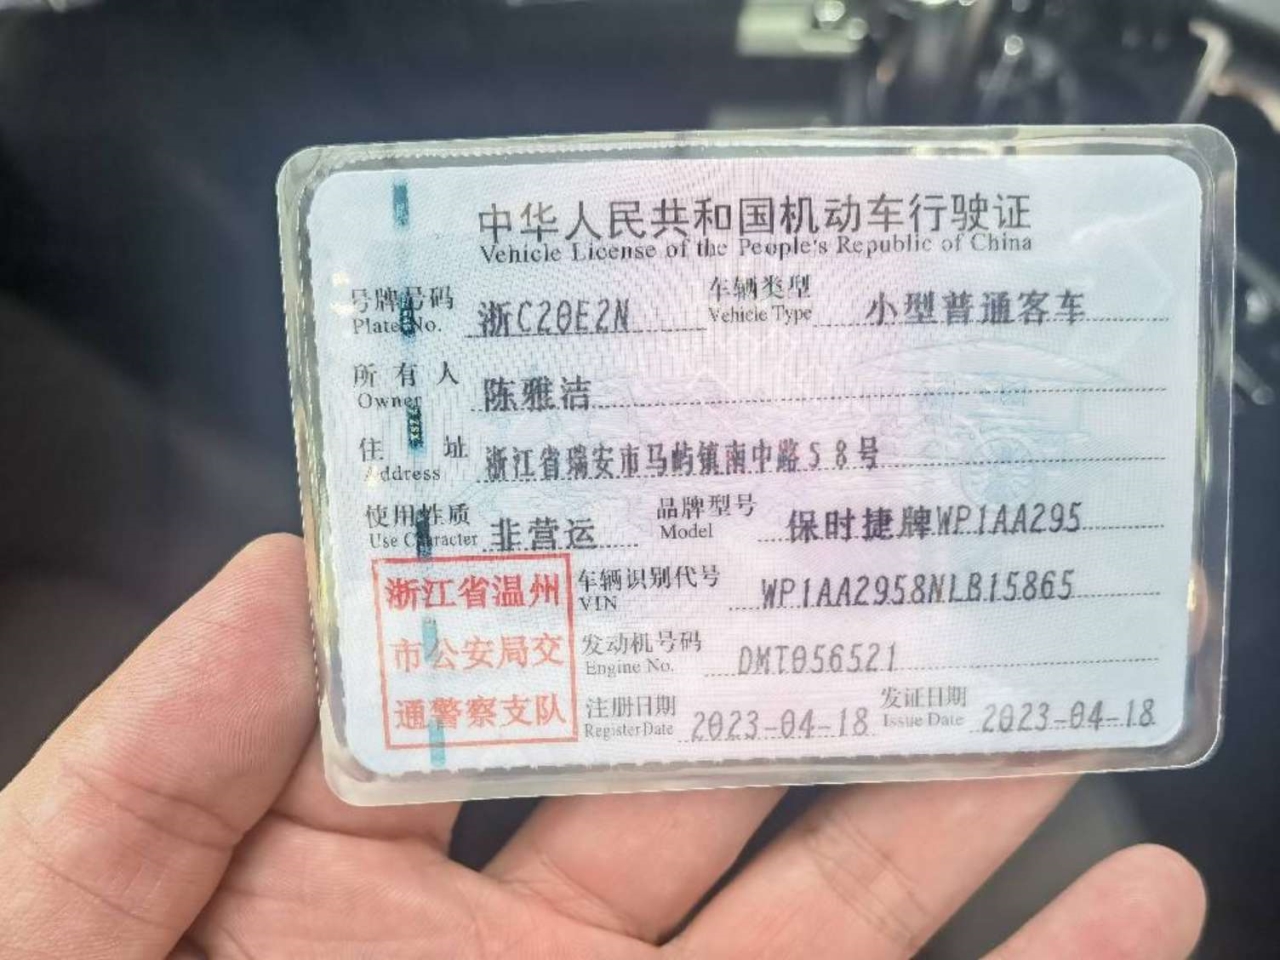 中华人民共和国机动车行驶证
Vehicle License of the People's Republic of China
号牌号码 浙C20E2N 车辆类型 小型普通客车
Plate No. Vehicle Type
所有人 陈雅洁
Owner
住址 浙江省瑞安市马屿镇南中路58号
Address
使用性质 非营运 品牌型号 保时捷牌WP1AA295
Use Character Model
浙江省温州
市公安局交
通警察支队
车辆识别代号 WP1AA2958NLB15865
VIN
发动机号码 DMT056521
Engine No.
注册日期 2023-04-18 发证日期 2023-04-18
Register Date Issue Date